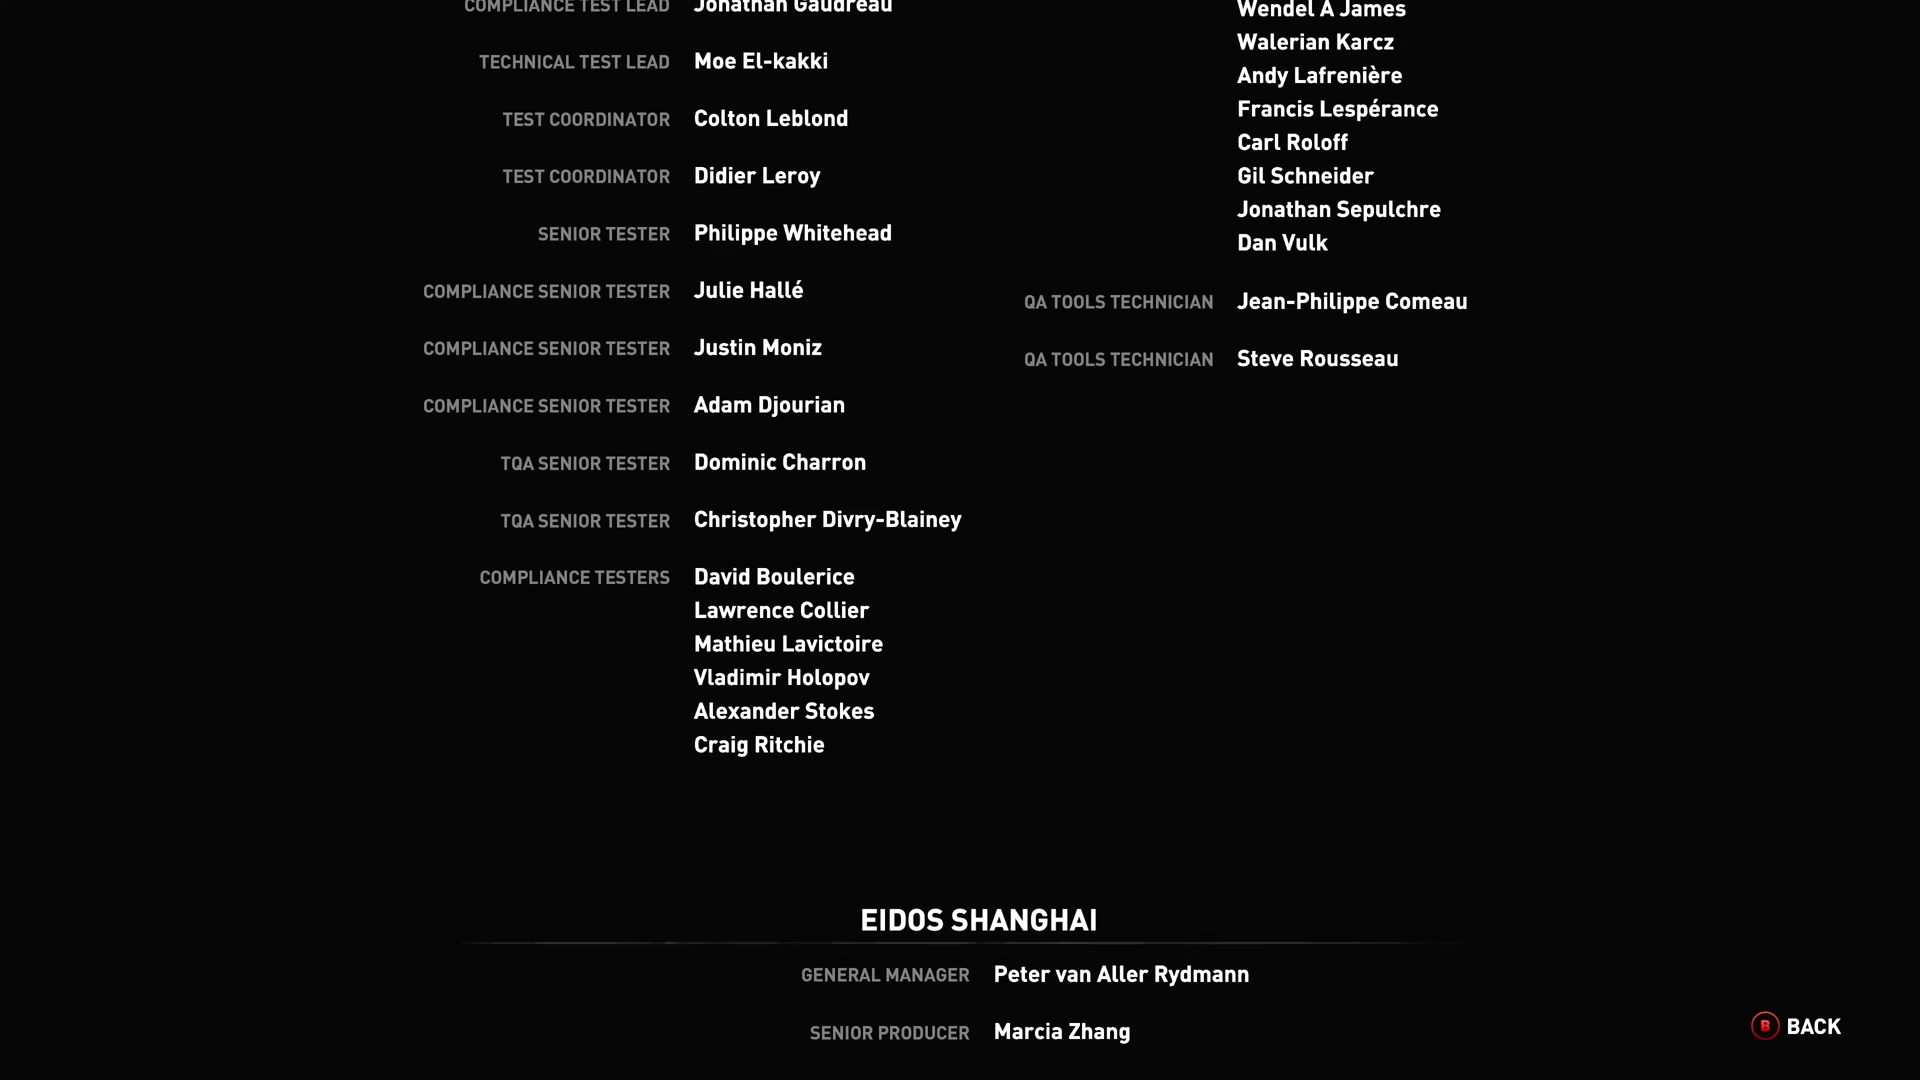 COMPLIANCE TEST LEAD Jonathan Gaudreau
TECHNICAL TEST LEAD Moe El-kakki
TEST COORDINATOR Colton Leblond
TEST COORDINATOR Didier Leroy
SENIOR TESTER Philippe Whitehead
COMPLIANCE SENIOR TESTER Julie Hallé
COMPLIANCE SENIOR TESTER Justin Moniz
COMPLIANCE SENIOR TESTER Adam Djourian
TQA SENIOR TESTER Dominic Charron
TQA SENIOR TESTER Christopher Divry-Blainey
COMPLIANCE TESTERS David Boulerice
Lawrence Collier
Mathieu Lavictoire
Vladimir Holopov
Alexander Stokes
Craig Ritchie
Wendel A James
Walerian Karcz
Andy Lafrenière
Francis Lespérance
Carl Roloff
Gil Schneider
Jonathan Sepulchre
Dan Vulk
QA TOOLS TECHNICIAN Jean-Philippe Comeau
QA TOOLS TECHNICIAN Steve Rousseau
EIDOS SHANGHAI
GENERAL MANAGER Peter van Aller Rydmann
SENIOR PRODUCER Marcia Zhang
B BACK